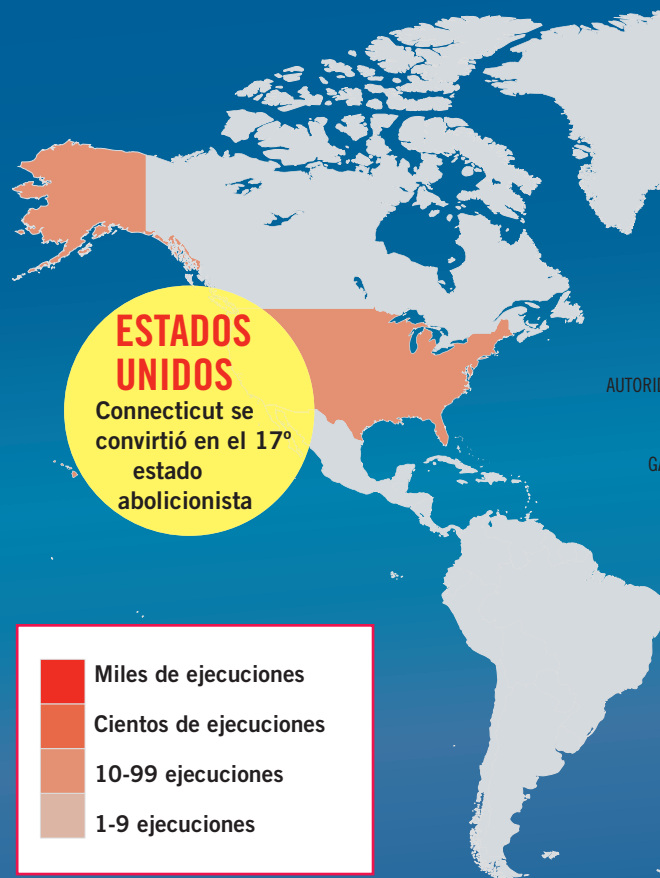 ESTADOS
UNIDOS
Connecticut se
convirtió en el 17º
estado
abolicionista
Miles de ejecuciones
Cientos de ejecuciones
10-99 ejecuciones
1-9 ejecuciones